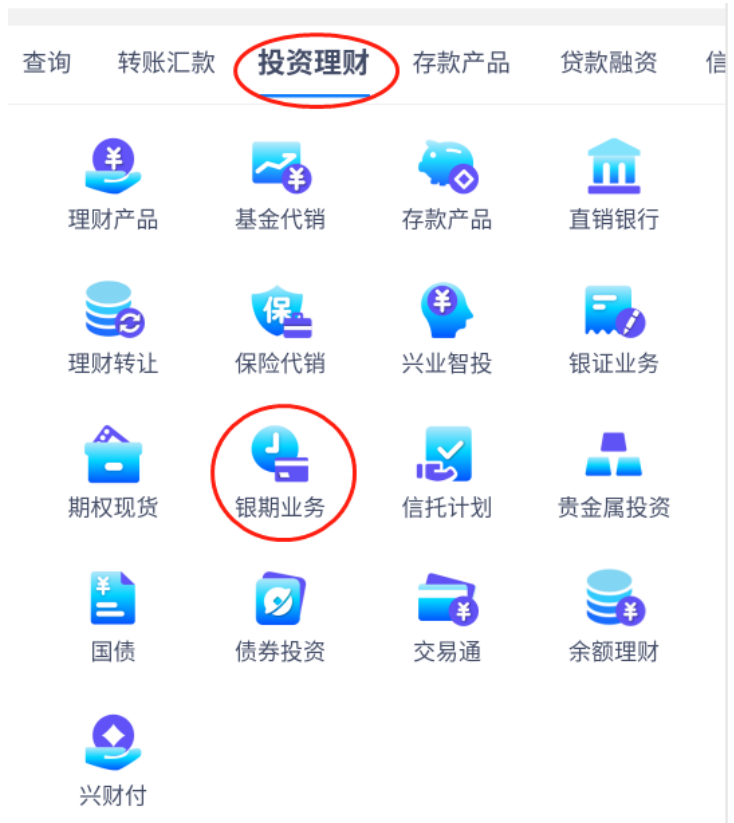 查询 转账汇款 投资理财 存款产品 贷款融资 信
理财产品 基金代销 存款产品 直销银行
保
理财转让 保险代销 兴业智投 银证业务
期权现货 银期业务 信托计划 贵金属投资
国债 债券投资 交易通 余额理财
兴财付